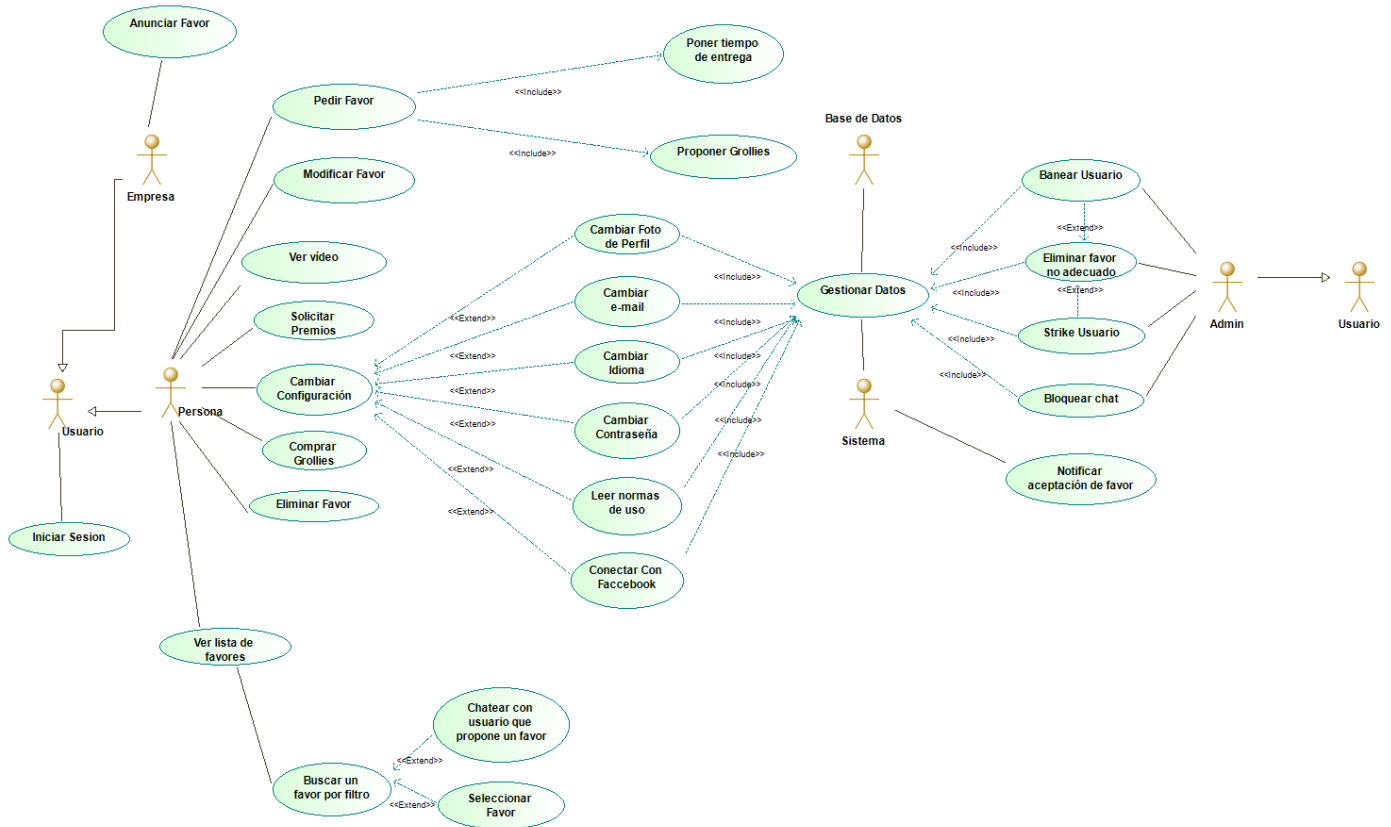 Anunciar Favor
Poner tiempo
de entrega
Pedir Favor
<<Include>>
Base de Datos
<<Include>>
Proponer Grollies
Modificar Favor
Banear Usuario
Empresa
Cambiar Foto
de Perfil
<<Extend>>
<<Include>>
Ver vídeo
Eliminar favor
no adecuado
<<Include>>
Cambiar
e-mail
Gestionar Datos
<<Include>>
<<Extend>>
Solicitar
Premios
<<Extend>>
<<Include>>
Admin
Usuario
Strike Usuario
<<Include>>
<<Extend>>
Cambiar
Idioma
Cambiar
Configuración
<<Include>>
<<Include>>
<<Extend>>
Bloquear chat
Persona
Usuario
Cambiar
Contraseña
<<Extend>>
<<Include>>
Sistema
Comprar
Grollies
<<Include>>
<<Extend>>
Notificar
aceptación de favor
Eliminar Favor
Leer normas
de uso
<<Extend>>
Iniciar Sesion
Conectar Con
Faccebook
Ver lista de
favores
Chatear con
usuario que
propone un favor
<<Extend>>
Buscar un
favor por filtro
<<Extend>>
Seleccionar
Favor